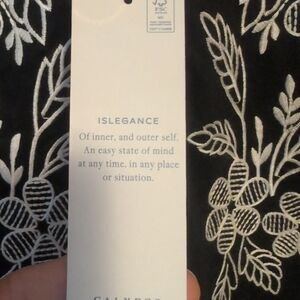 FSC
ISLEGANCE
Of inner, and outer self.
An easy state of mind
at any time, in any place
or situation.